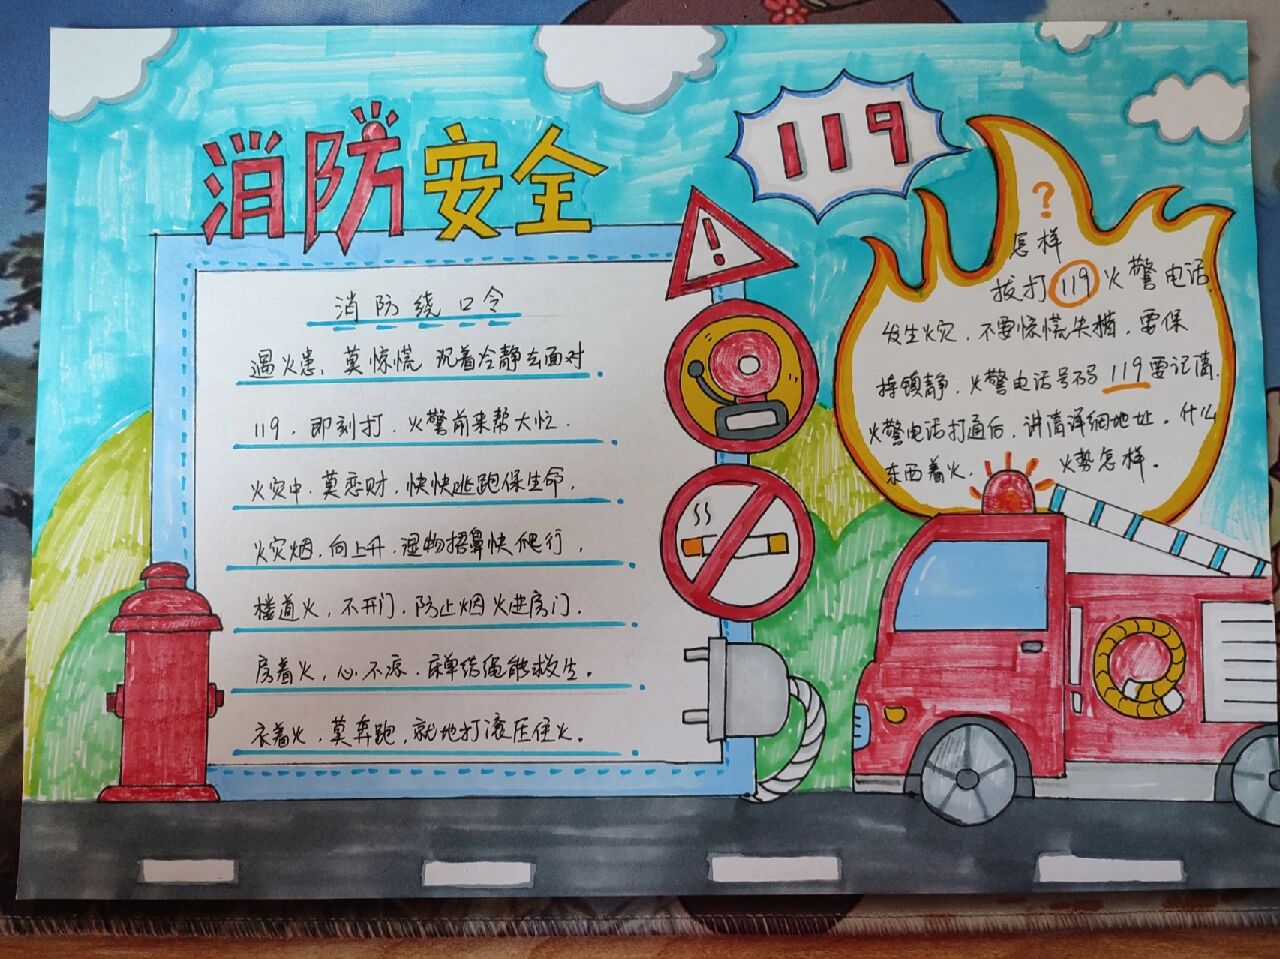 消防安全
119
消防绕口令
遇火患、莫惊慌,沉着冷静去面对.
119,即刻打,火警前来帮大忙.
火灾中,莫恋财,快快逃跑保生命,
火灾烟,向上升,湿物捂鼻快爬行,
楼道火,不开门,防止烟火进房门.
房着火,心不凉,床单结绳能救生。
衣着火,莫奔跑,就地打滚压住火。
?
怎样
拔打119火警电话
发生火灾,不要惊慌失措,要保
持镇静,火警电话号码119要记清.
火警电话打通后,讲清详细地址。什么
东西着火,火势怎样。